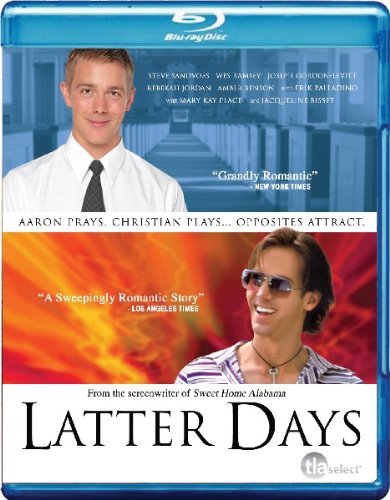 Blu-ray Disc
STEVE SANDVOSS WES RAMSEY JOSEPH GORDON-LEVITT
REBEKAH JORDAN AMBER BENSON WITH ERIK PALLADINO
WITH MARY KAY PLACE AND JACQUELINE BISSET
"Grandly Romantic"
- NEW YORK TIMES
AARON PRAYS. CHRISTIAN PLAYS... OPPOSITES ATTRACT.
"A Sweepingly Romantic Story"
- LOS ANGELES TIMES
From the screenwriter of Sweet Home Alabama
LATTER DAYS
tla select